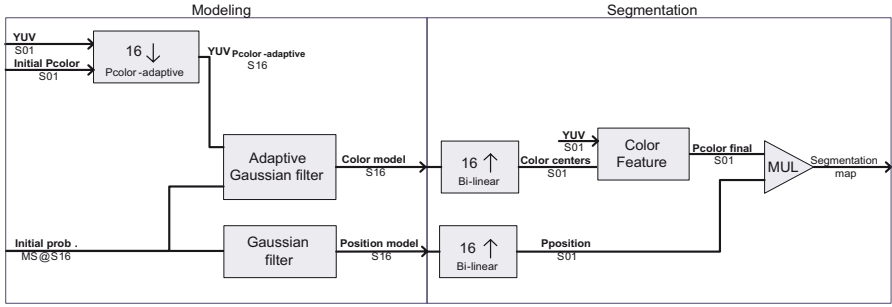 Modeling
Segmentation
YUV
S01
Initial Pcolor
S01
16 ↓
Pcolor -adaptive
YUV Pcolor -adaptive
S16
Adaptive
Gaussian filter
Color model
S16
Initial prob .
MS@S16
Gaussian
filter
Position model
S16
16 ↑
Bi-linear
Color centers
S01
YUV
S01
Color
Feature
Pcolor final
S01
MUL
Segmentation
map
16 ↑
Bi-linear
Pposition
S01